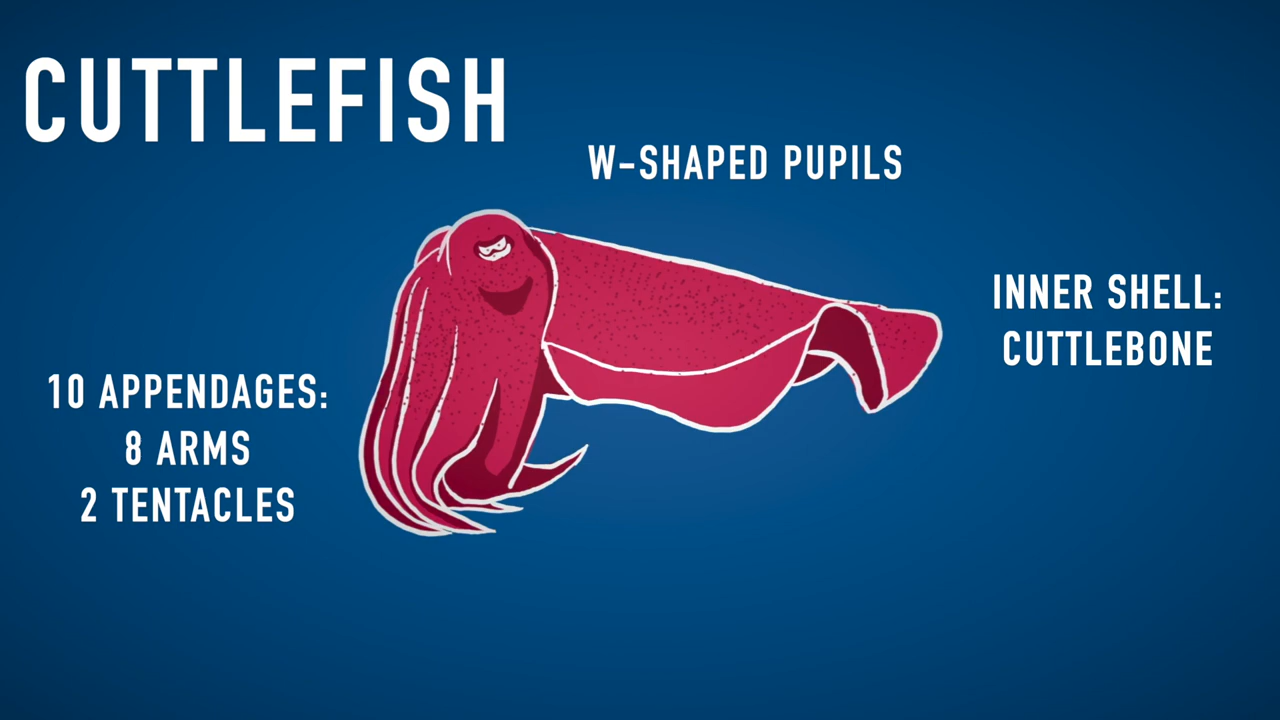 CUTTLEFISH
W-SHAPED PUPILS
INNER SHELL:
CUTTLEBONE
10 APPENDAGES:
8 ARMS
2 TENTACLES